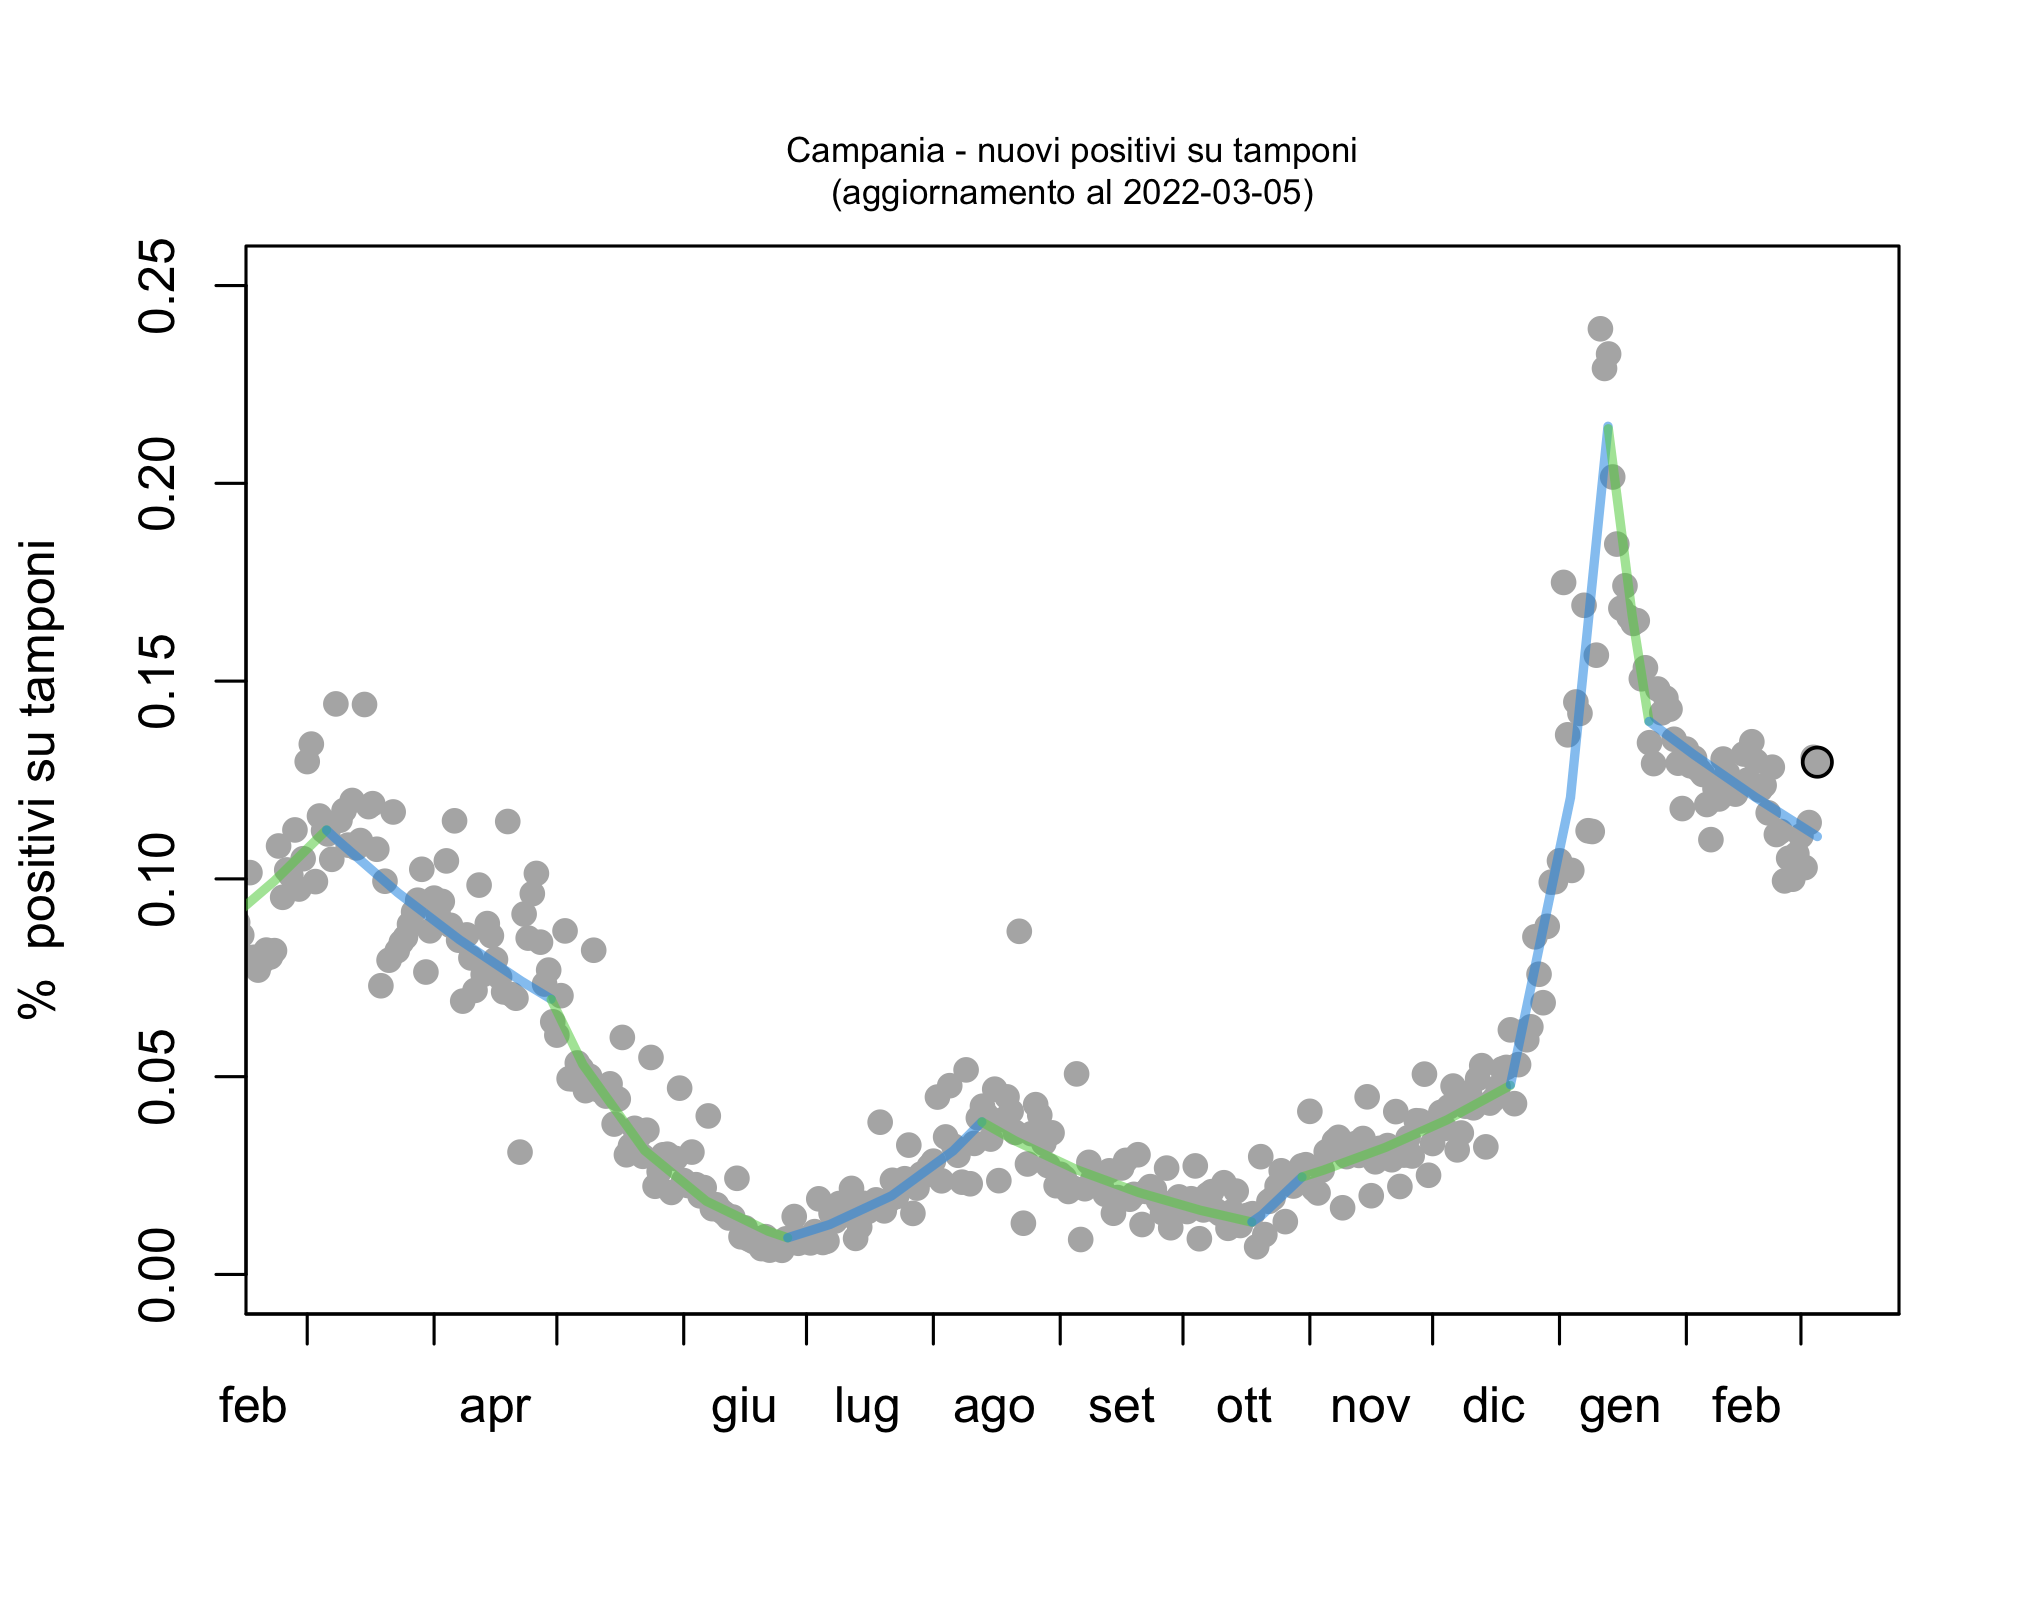 Campania - nuovi positivi su tamponi
(aggiornamento al 2022-03-05)
% positivi su tamponi
0.25
0.20
0.15
0.10
0.05
0.00
feb apr giu lug ago set ott nov dic gen feb